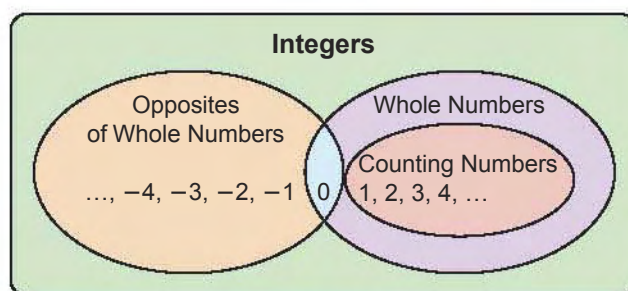 Integers
Opposites
of Whole Numbers
…, −4, −3, −2, −1
0
Whole Numbers
Counting Numbers
1, 2, 3, 4, …